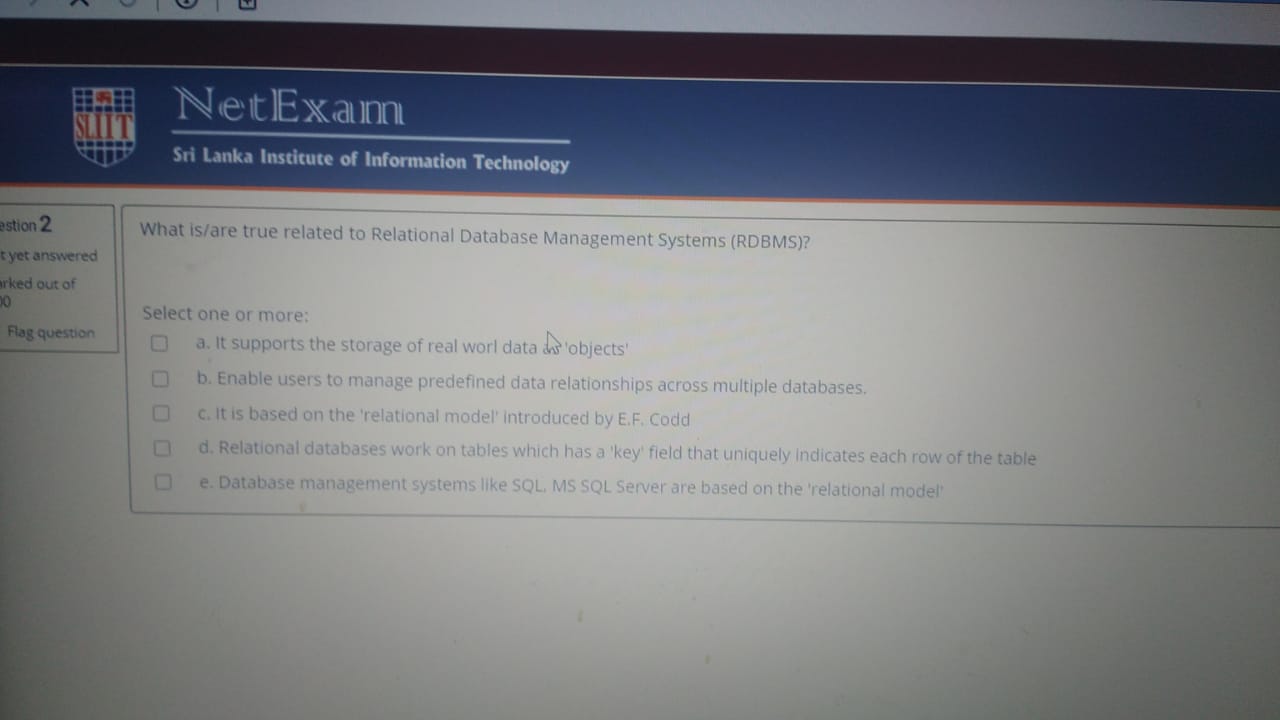 SLIIT
NetExam
Sri Lanka Institute of Information Technology
estion 2
t yet answered
arked out of
00
Flag question
What is/are true related to Relational Database Management Systems (RDBMS)?
Select one or more:
a. It supports the storage of real worl data as 'objects'
b. Enable users to manage predefined data relationships across multiple databases.
c. It is based on the 'relational model' introduced by E.F. Codd
d. Relational databases work on tables which has a 'key' field that uniquely indicates each row of the table
e. Database management systems like SQL, MS SQL Server are based on the 'relational model'